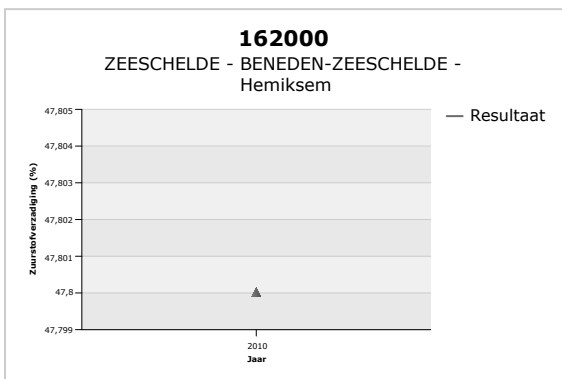 162000
ZEESCHELDE - BENEDEN-ZEESCHELDE -
Hemiksem
Resultaat
Zuurstofverzadiging (%)
47,805
47,804
47,803
47,802
47,801
47,8
47,799
2010
Jaar